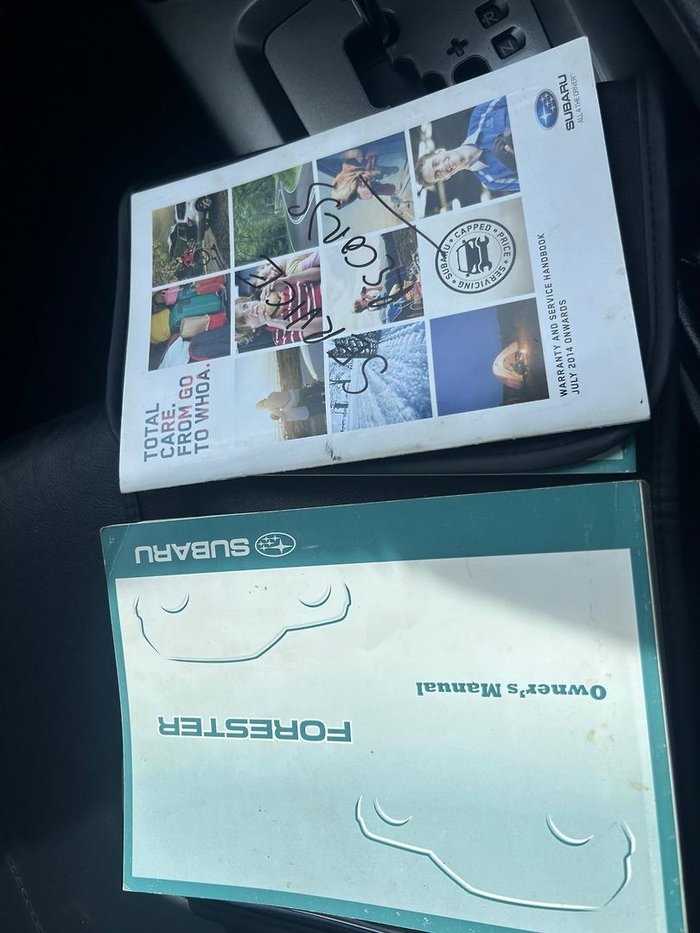 R
N
SUBARU
ALL 4 THE DRIVER
SUBARU • CAPPED • PRICE • SERVICING •
WARRANTY AND SERVICE HANDBOOK
JULY 2014 ONWARDS
TOTAL
CARE.
FROM GO
TO WHOA.
SUBARU
Owner's Manual
FORESTER